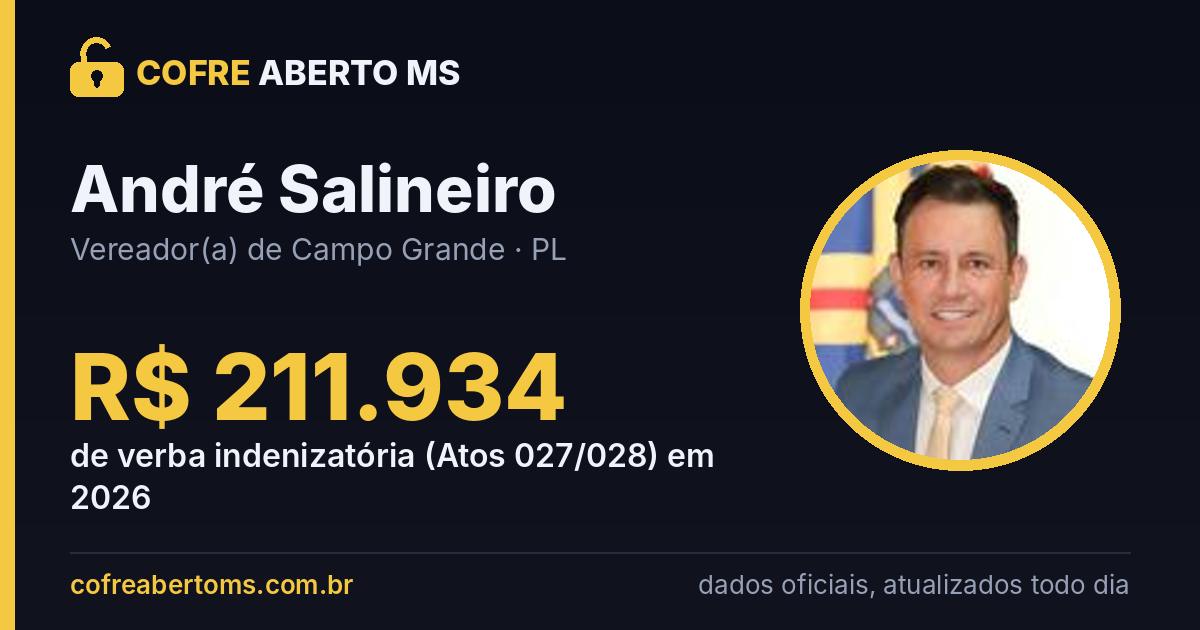 COFRE ABERTO MS
André Salineiro
Vereador(a) de Campo Grande · PL
R$ 211.934
de verba indenizatória (Atos 027/028) em
2026
cofreabertoms.com.br
dados oficiais, atualizados todo dia